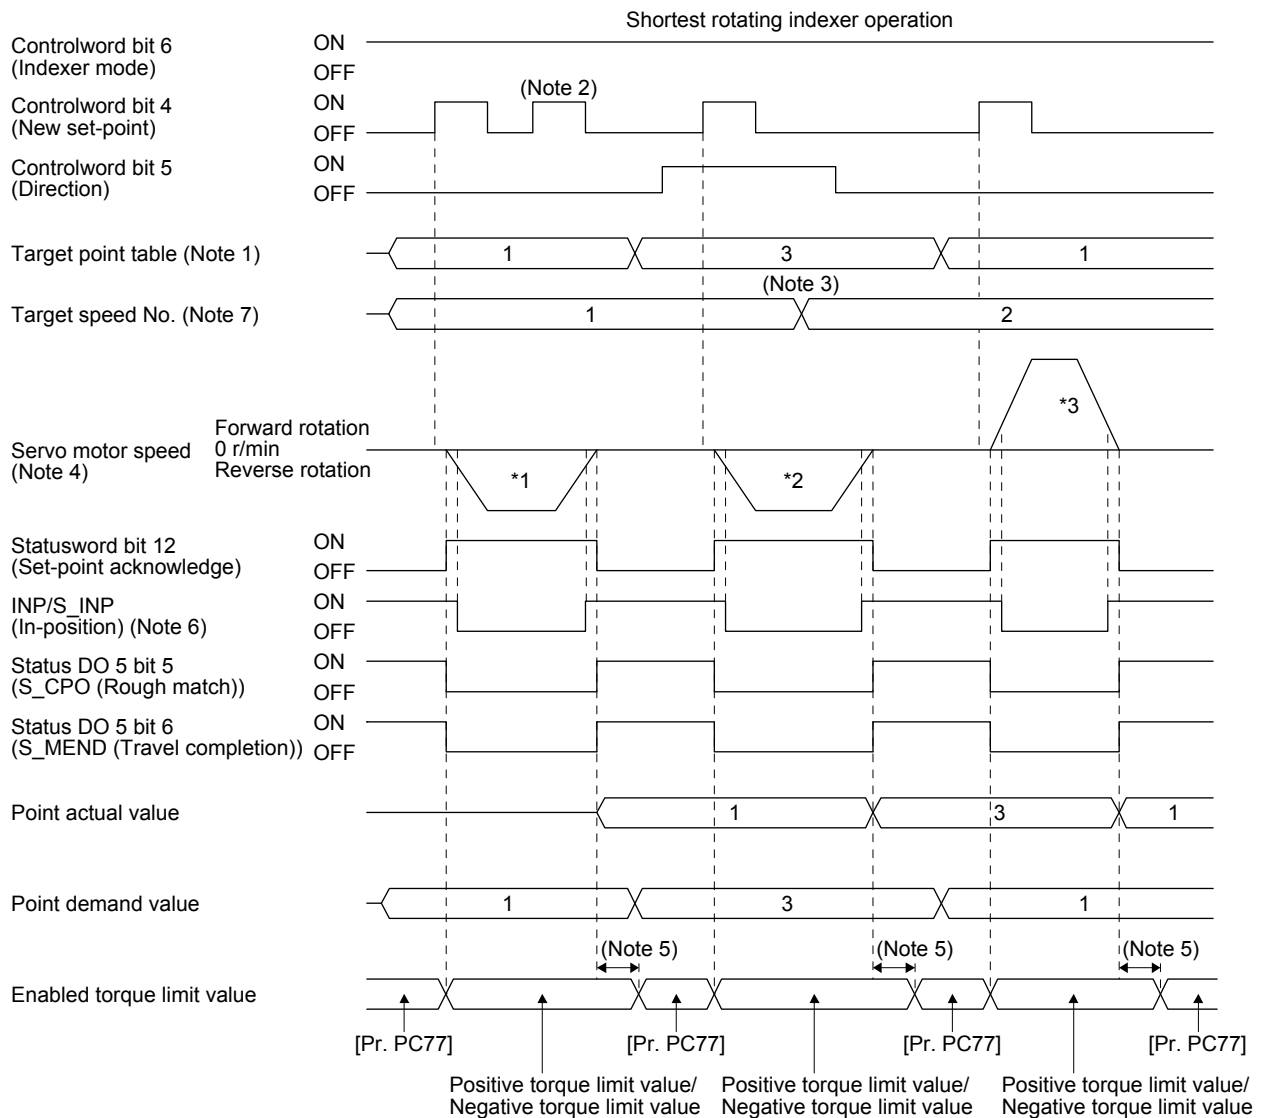 Shortest rotating indexer operation
Controlword bit 6
(Indexer mode)
ON
OFF
Controlword bit 4
(New set-point)
ON
OFF
(Note 2)
Controlword bit 5
(Direction)
ON
OFF
Target point table (Note 1)
1
3
1
(Note 3)
Target speed No. (Note 7)
1
2
Servo motor speed
(Note 4)
Forward rotation
0 r/min
Reverse rotation
*1
*2
*3
Statusword bit 12
(Set-point acknowledge)
ON
OFF
INP/S_INP
(In-position) (Note 6)
ON
OFF
Status DO 5 bit 5
(S_CPO (Rough match))
ON
OFF
Status DO 5 bit 6
(S_MEND (Travel completion))
ON
OFF
Point actual value
1
3
1
Point demand value
1
3
1
(Note 5)
(Note 5)
(Note 5)
Enabled torque limit value
[Pr. PC77]
[Pr. PC77]
[Pr. PC77]
[Pr. PC77]
Positive torque limit value/
Negative torque limit value
Positive torque limit value/
Negative torque limit value
Positive torque limit value/
Negative torque limit value